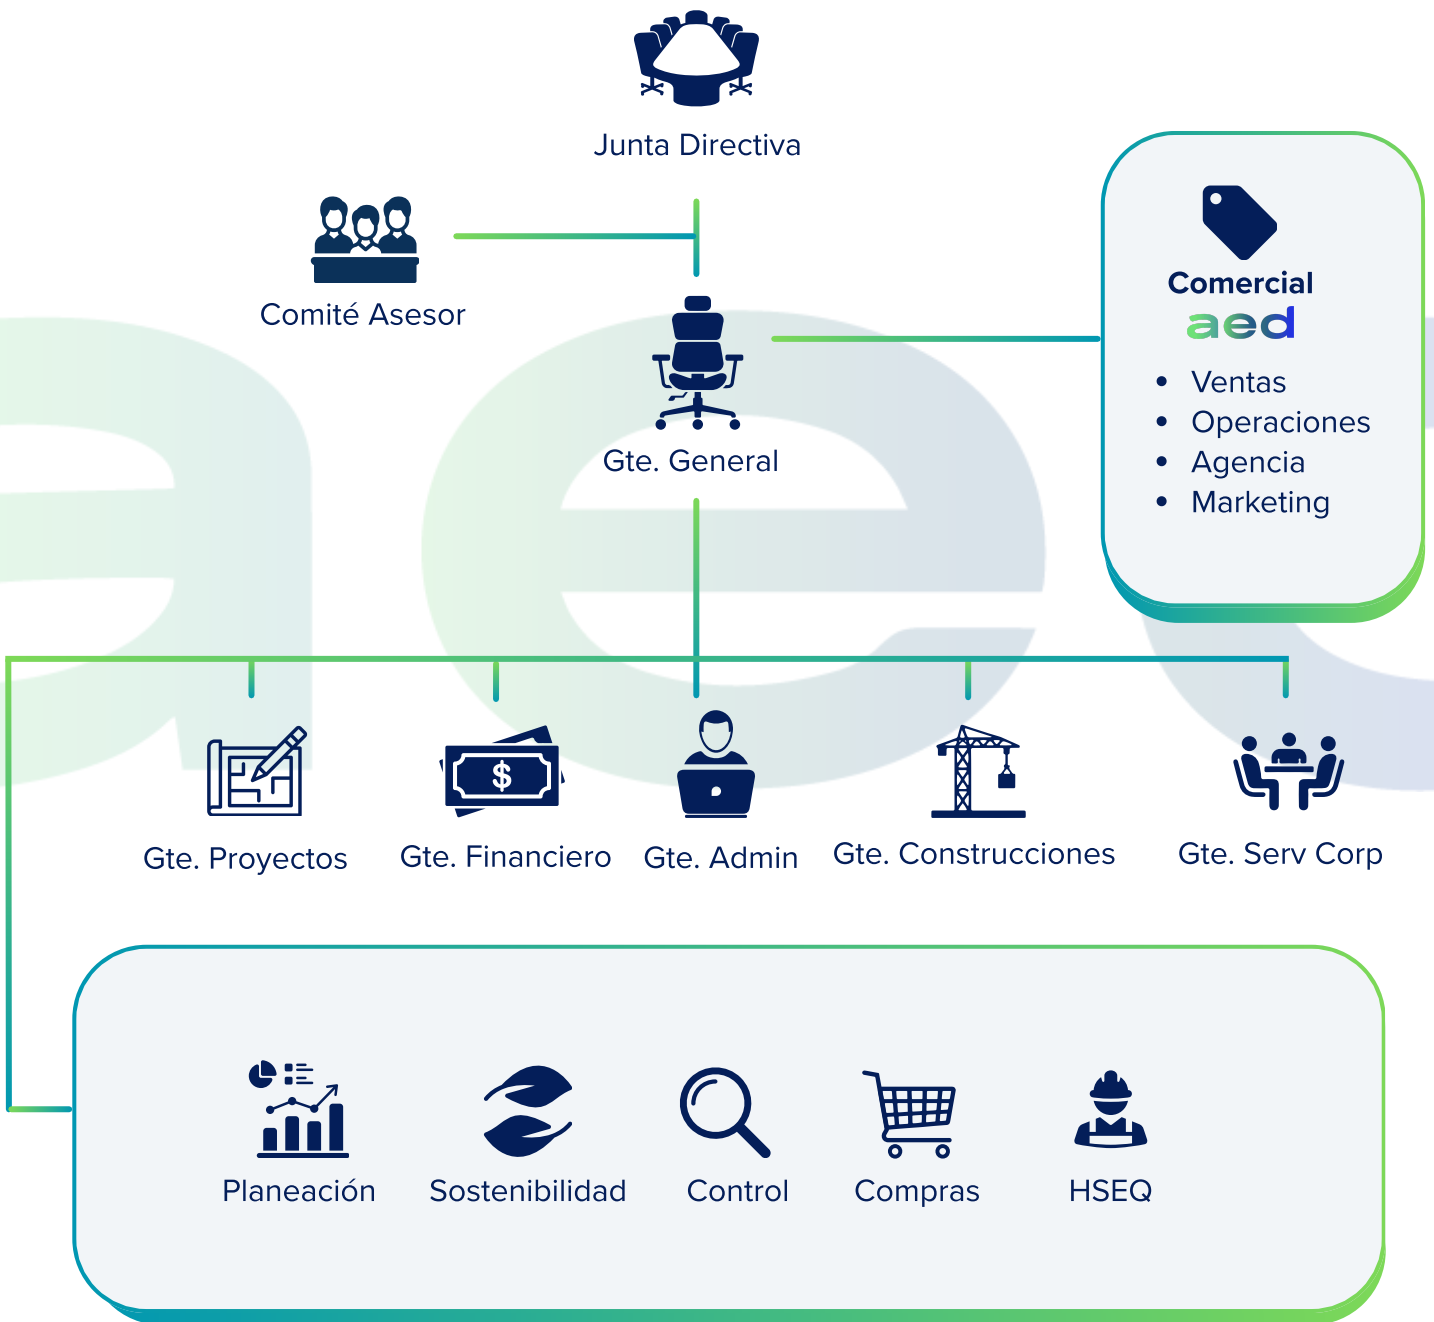 Junta Directiva
Comité Asesor
Gte. General
Comercial
aed
• Ventas
• Operaciones
• Agencia
• Marketing
Gte. Proyectos
Gte. Financiero
Gte. Admin
Gte. Construcciones
Gte. Serv Corp
Planeación
Sostenibilidad
Control
Compras
HSEQ